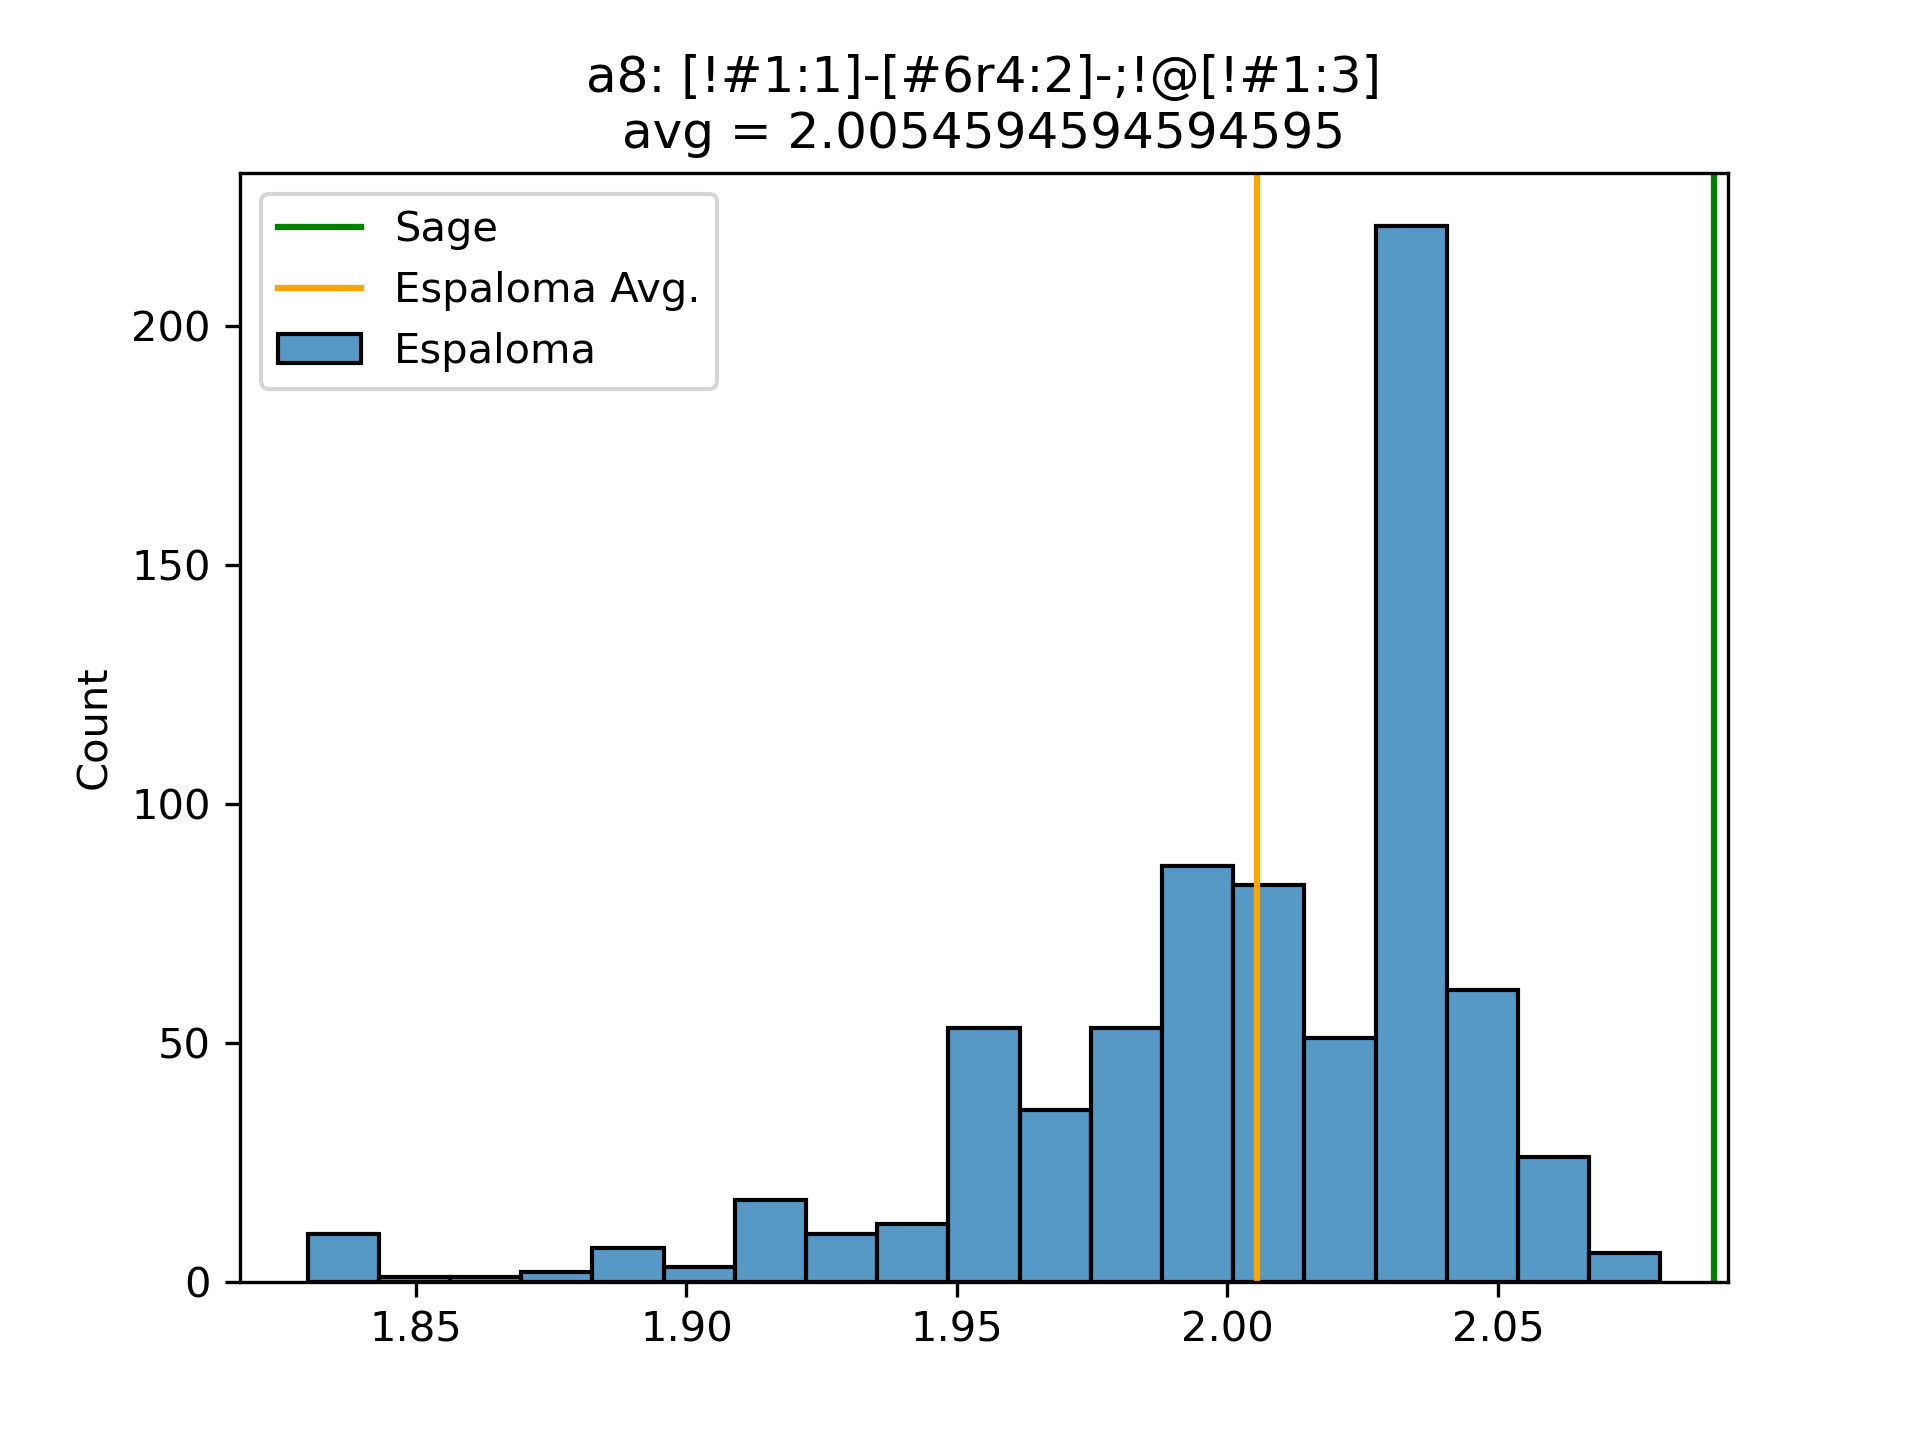 a8: [!#1:1]-[#6r4:2]-;!@[!#1:3]
avg = 2.0054594594594595
Sage
Espaloma Avg.
Espaloma
Count
200
150
100
50
0
1.85 1.90 1.95 2.00 2.05